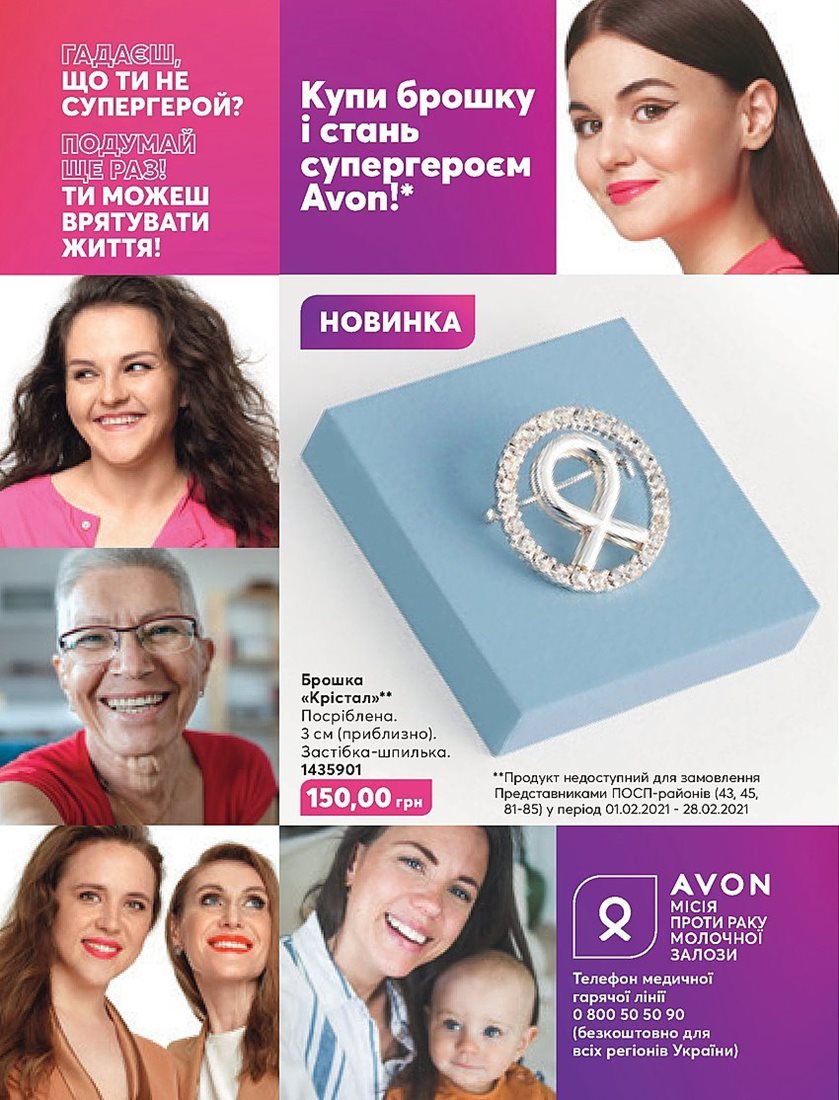 ГАДАЄШ,
ЩО ТИ НЕ
СУПЕРГЕРОЙ?
ПОДУМАЙ
ЩЕ РАЗ!
ТИ МОЖЕШ
ВРЯТУВАТИ
ЖИТТЯ!
Купи брошку
і стань
супергероєм
Avon!*
НОВИНКА
Брошка
«Крістал»**
Посріблена.
3 см (приблизно).
Застібка-шпилька.
1435901
150,00 грн
**Продукт недоступний для замовлення
Представниками ПОСП-районів (43, 45,
81-85) у період 01.02.2021 - 28.02.2021
AVON
МІСІЯ
ПРОТИ РАКУ
МОЛОЧНОЇ
ЗАЛОЗИ
Телефон медичної
гарячої лінії
0 800 50 50 90
(безкоштовно для
всіх регіонів України)